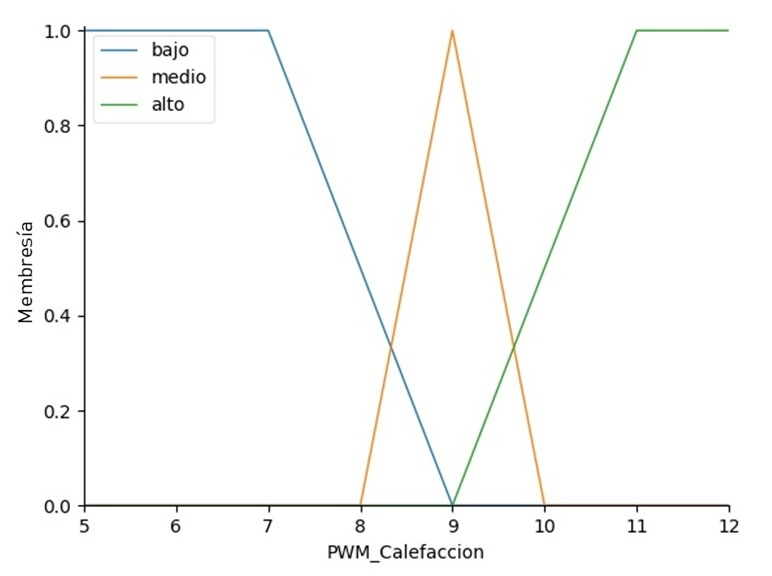 1.0
bajo
medio
alto
0.8
0.6
0.4
0.2
0.0
Membresía
5 6 7 8 9 10 11 12
PWM_Calefaccion